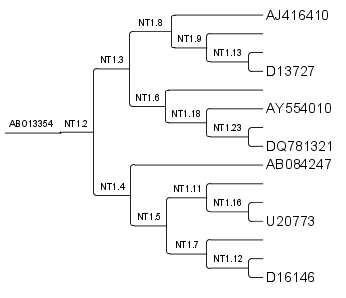 AJ416410
NT1.8
NT1.9
NT1.13
NT1.3
D13727
NT1.6
AY554010
NT1.18
AB013354
NT1.2
NT1.23
DQ781321
AB084247
NT1.4
NT1.11
NT1.16
NT1.5
U20773
NT1.7
NT1.12
D16146